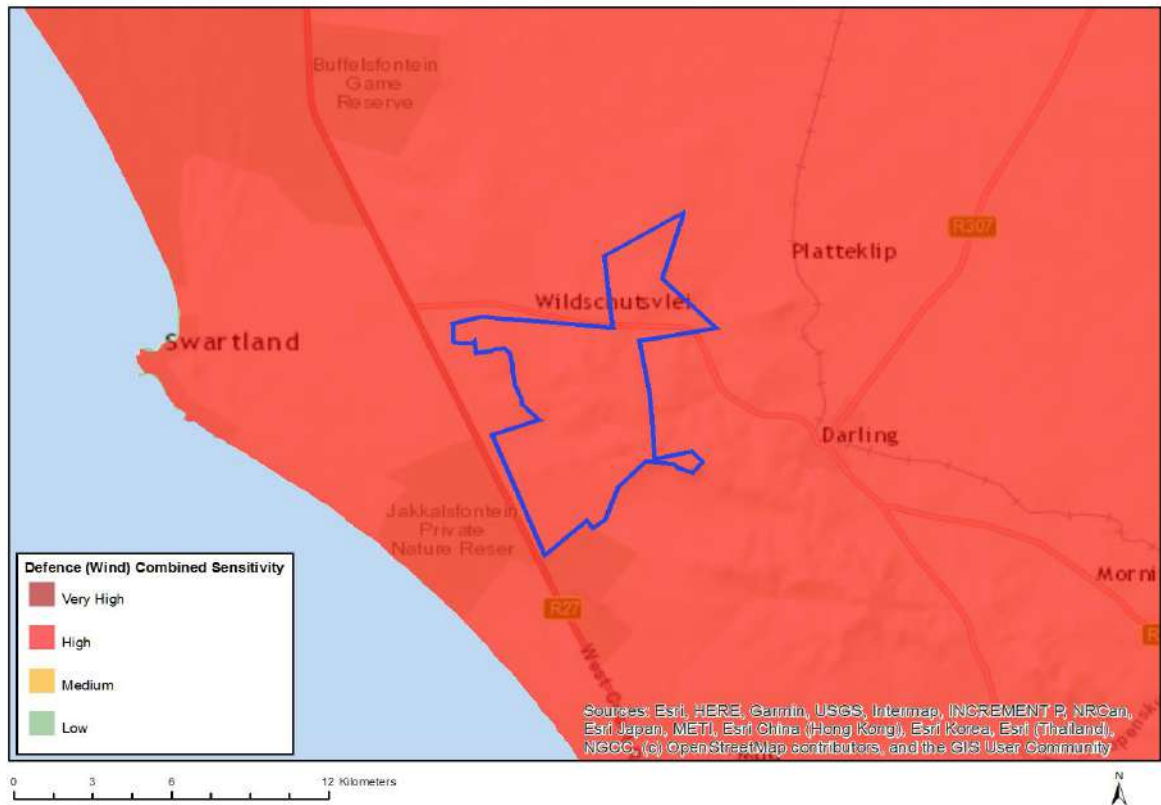 Buffelsfontein
Game
Reserve
R307
Platteklip
Wildschutsvlei
Swartland
Darling
Jakkalsfontein
Private
Nature Reser
Morni
R27
West C
R
Defence (Wind) Combined Sensitivity
Very High
High
Medium
Low
Sources: Esri, HERE, Garmin, USGS, Intermap, INCREMENT P, NRCan,
Esri Japan, METI, Esri China (Hong Kong), Esri Korea, Esri (Thailand),
NGCC, (c) OpenStreetMap contributors, and the GIS User Community
0 3 6 12 Kilometers
N